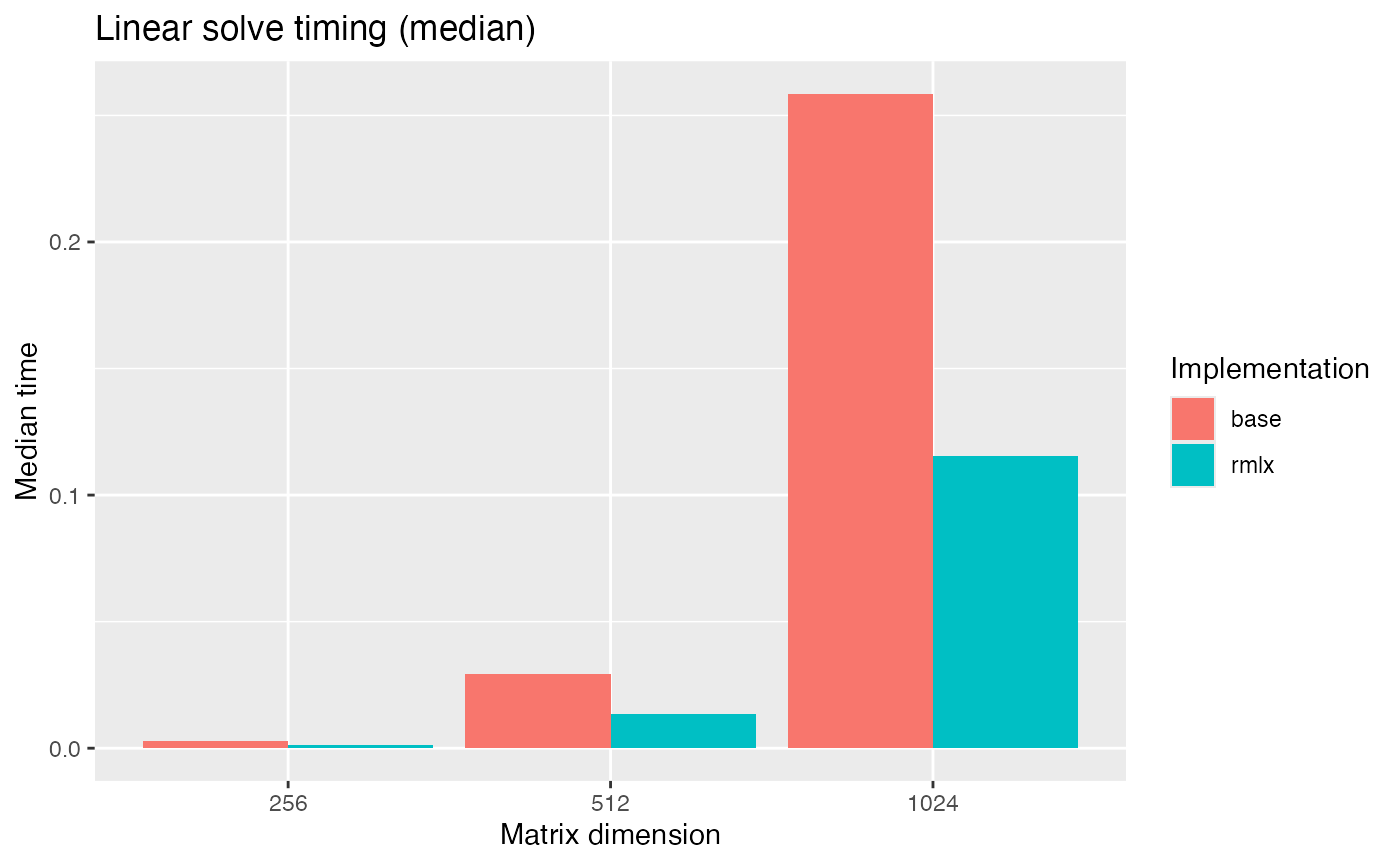 Linear solve timing (median)
Median time
0.2
0.1
0.0
256
512
1024
Matrix dimension
Implementation
base
rmlx